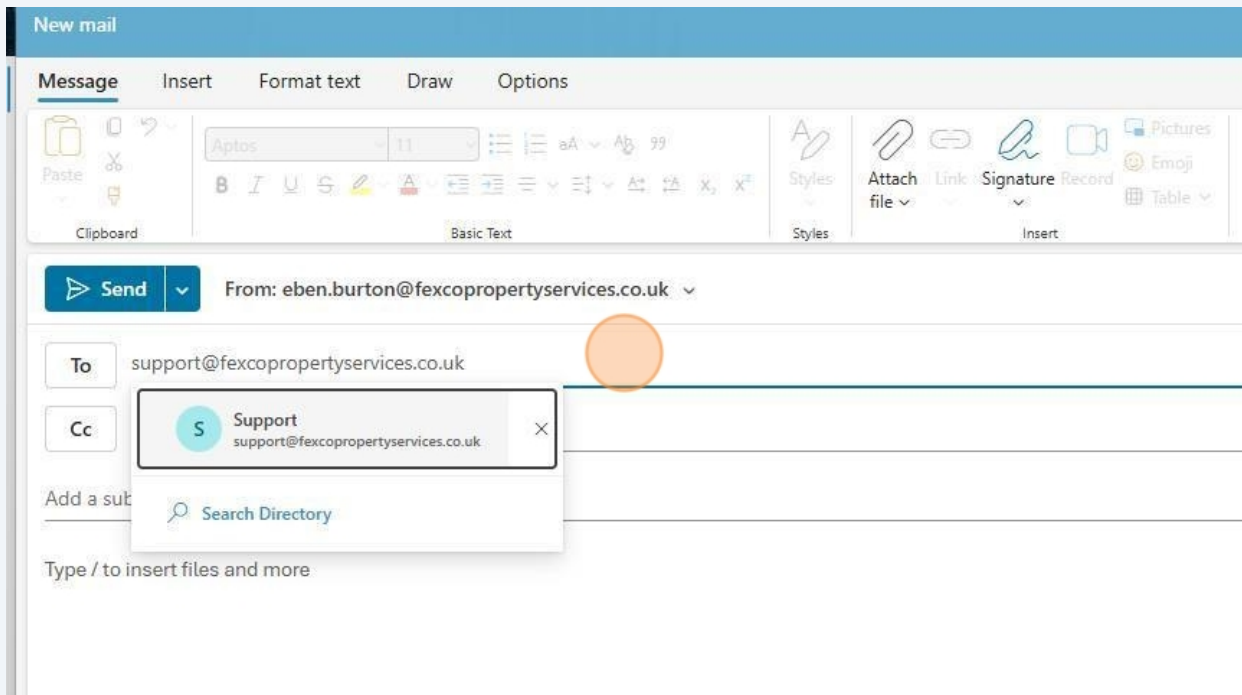 New mail
Message Insert Format text Draw Options
Paste
Aptos 11
B I U S
Styles
Attach file
Link
Signature
Record
Pictures
Emoji
Table
Clipboard Basic Text Styles Insert
Send
From: eben.burton@fexcopropertyservices.co.uk
To support@fexcopropertyservices.co.uk
Cc
S Support
support@fexcopropertyservices.co.uk
Add a sub
Search Directory
Type / to insert files and more